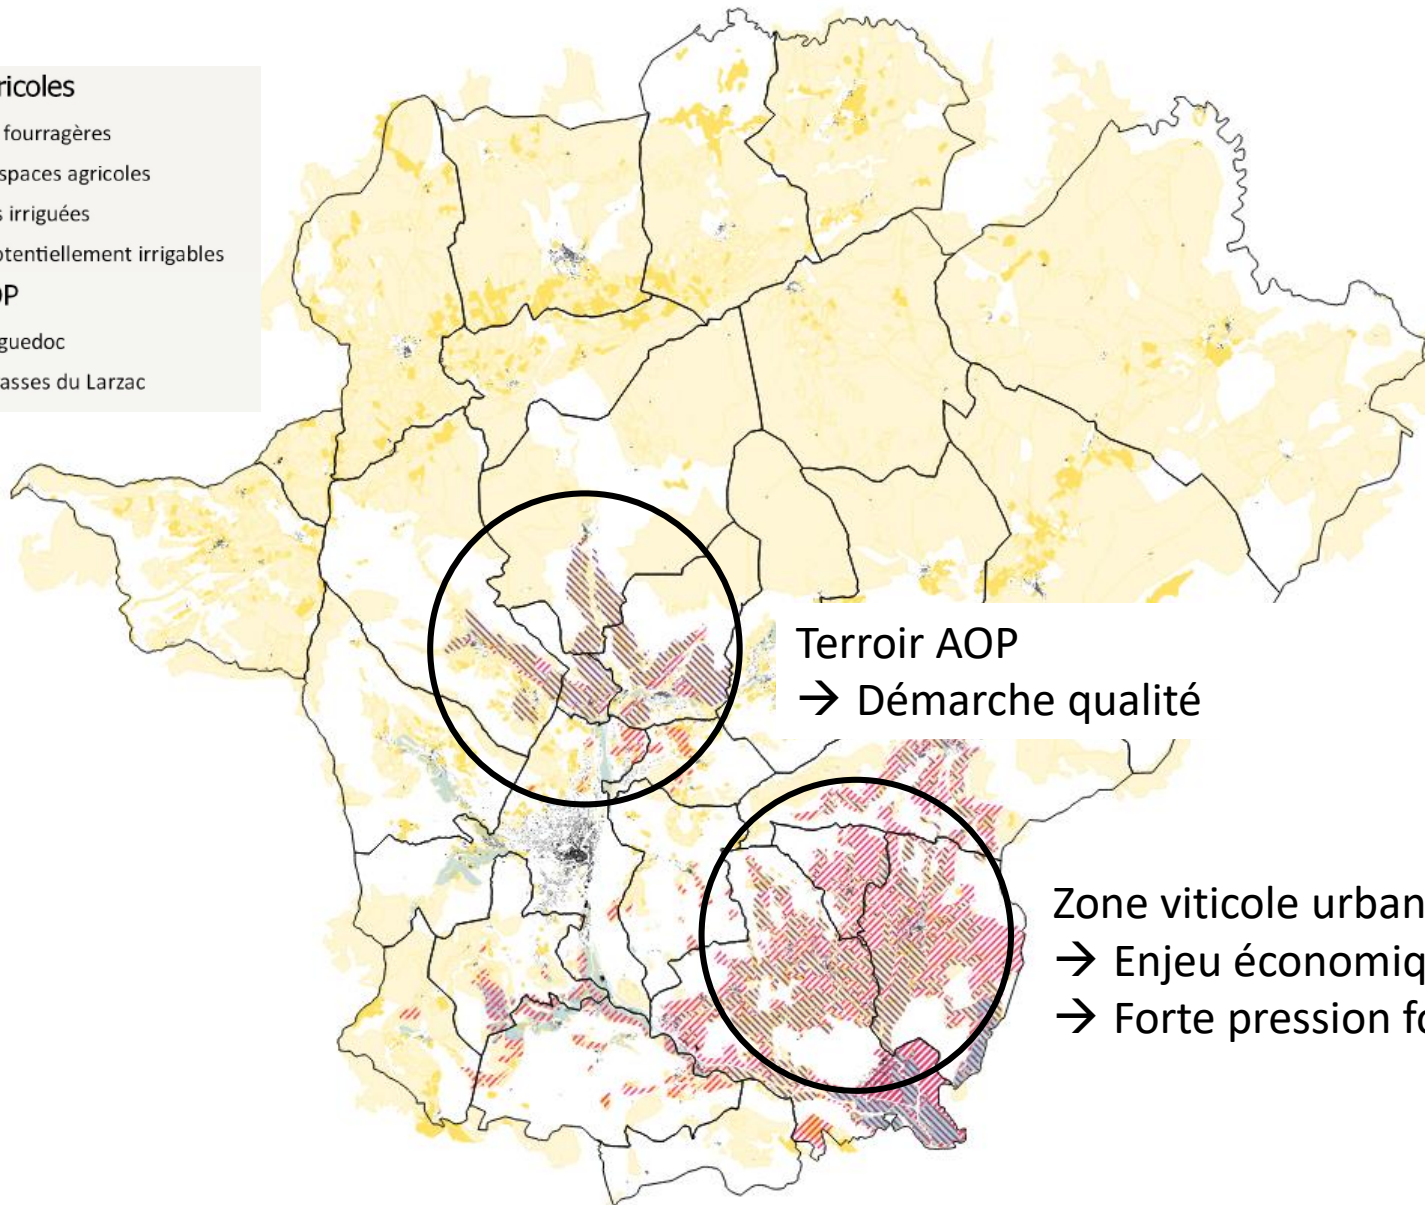 ricoles
fourragères
spaces agricoles
s irriguées
otentiellement irrigables
OP
guedoc
asses du Larzac
Terroir AOP
→ Démarche qualité
Zone viticole urban
→ Enjeu économiq
→ Forte pression fo